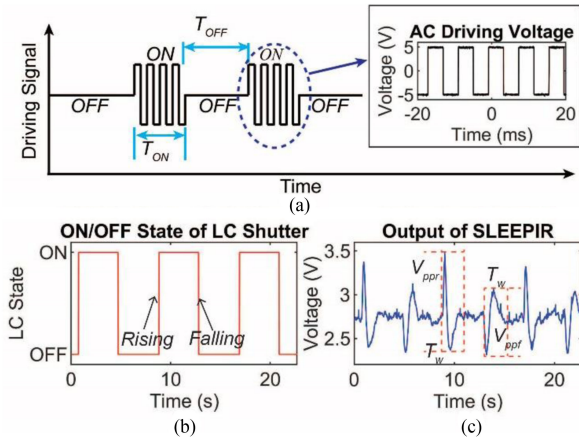 AC Driving Voltage
Voltage (V)
5
0
-5
-20
0
20
Time (ms)
Driving Signal
OFF
ON
T_OFF
OFF
ON
OFF
T_ON
Time
(a)
ON/OFF State of LC Shutter
LC State
ON
OFF
Rising
Falling
0
10
20
Time (s)
(b)
Output of SLEEPIR
Voltage (V)
3.5
3
2.5
V_ppr
T_w
T_w
V_ppf
0
10
20
Time (s)
(c)